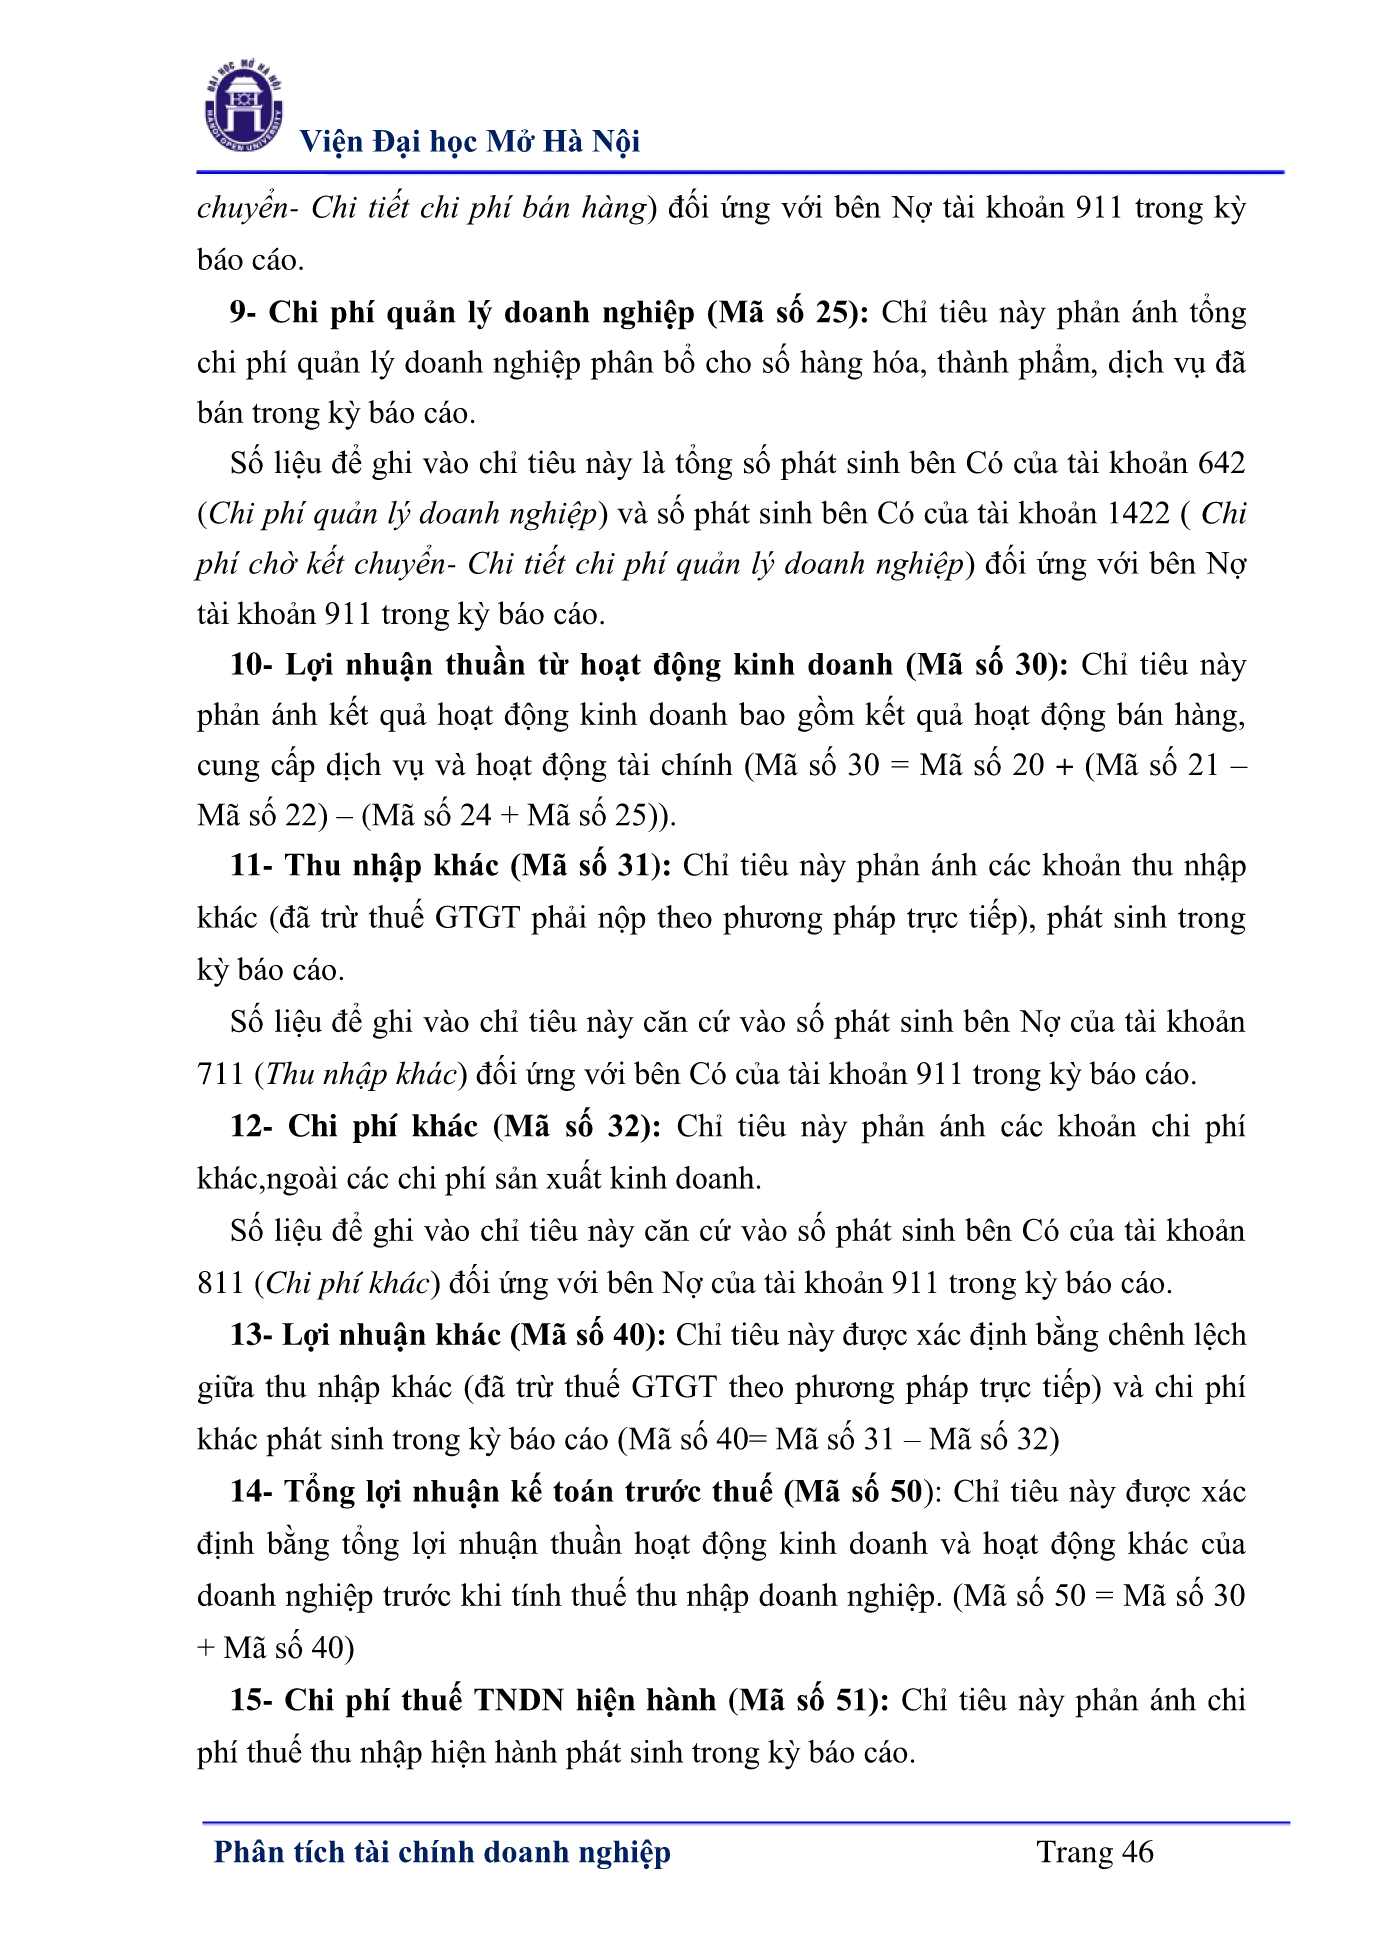 ĐẠI HỌC MỞ HÀ NỘI
HANOI OPEN UNIVERSITY
Viện Đại học Mở Hà Nội
chuyển- Chi tiết chi phí bán hàng) đối ứng với bên Nợ tài khoản 911 trong kỳ
báo cáo.
9- Chi phí quản lý doanh nghiệp (Mã số 25): Chỉ tiêu này phản ánh tổng
chi phí quản lý doanh nghiệp phân bổ cho số hàng hóa, thành phẩm, dịch vụ đã
bán trong kỳ báo cáo.
Số liệu để ghi vào chỉ tiêu này là tổng số phát sinh bên Có của tài khoản 642
(Chi phí quản lý doanh nghiệp) và số phát sinh bên Có của tài khoản 1422 ( Chi
phí chờ kết chuyển- Chi tiết chi phí quản lý doanh nghiệp) đối ứng với bên Nợ
tài khoản 911 trong kỳ báo cáo.
10- Lợi nhuận thuần từ hoạt động kinh doanh (Mã số 30): Chỉ tiêu này
phản ánh kết quả hoạt động kinh doanh bao gồm kết quả hoạt động bán hàng,
cung cấp dịch vụ và hoạt động tài chính (Mã số 30 = Mã số 20 + (Mã số 21 –
Mã số 22) – (Mã số 24 + Mã số 25)).
11- Thu nhập khác (Mã số 31): Chỉ tiêu này phản ánh các khoản thu nhập
khác (đã trừ thuế GTGT phải nộp theo phương pháp trực tiếp), phát sinh trong
kỳ báo cáo.
Số liệu để ghi vào chỉ tiêu này căn cứ vào số phát sinh bên Nợ của tài khoản
711 (Thu nhập khác) đối ứng với bên Có của tài khoản 911 trong kỳ báo cáo.
12- Chi phí khác (Mã số 32): Chỉ tiêu này phản ánh các khoản chi phí
khác,ngoài các chi phí sản xuất kinh doanh.
Số liệu để ghi vào chỉ tiêu này căn cứ vào số phát sinh bên Có của tài khoản
811 (Chi phí khác) đối ứng với bên Nợ của tài khoản 911 trong kỳ báo cáo.
13- Lợi nhuận khác (Mã số 40): Chỉ tiêu này được xác định bằng chênh lệch
giữa thu nhập khác (đã trừ thuế GTGT theo phương pháp trực tiếp) và chi phí
khác phát sinh trong kỳ báo cáo (Mã số 40= Mã số 31 – Mã số 32)
14- Tổng lợi nhuận kế toán trước thuế (Mã số 50): Chỉ tiêu này được xác
định bằng tổng lợi nhuận thuần hoạt động kinh doanh và hoạt động khác của
doanh nghiệp trước khi tính thuế thu nhập doanh nghiệp. (Mã số 50 = Mã số 30
+ Mã số 40)
15- Chi phí thuế TNDN hiện hành (Mã số 51): Chỉ tiêu này phản ánh chi
phí thuế thu nhập hiện hành phát sinh trong kỳ báo cáo.
Phân tích tài chính doanh nghiệp Trang 46